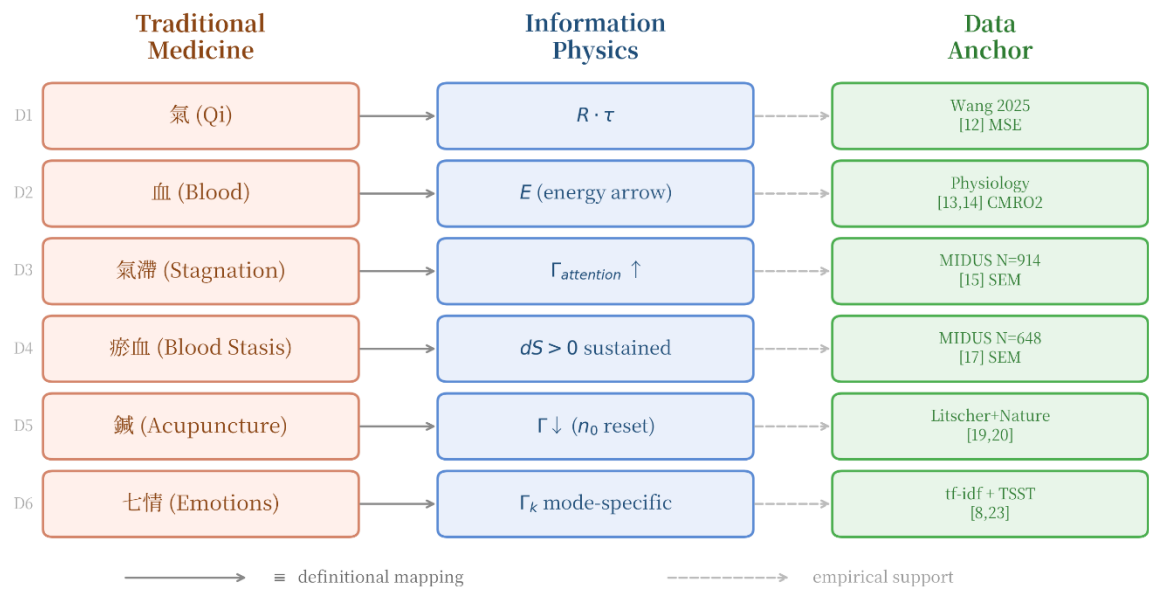 Traditional
Medicine
Information
Physics
Data
Anchor
D1
氣 (Qi)
R · τ
Wang 2025
[12] MSE
D2
血 (Blood)
E (energy arrow)
Physiology
[13,14] CMRO2
D3
氣滯 (Stagnation)
Γattention ↑
MIDUS N=914
[15] SEM
D4
瘀血 (Blood Stasis)
dS > 0 sustained
MIDUS N=648
[17] SEM
D5
鍼 (Acupuncture)
Γ↓ (n₀ reset)
Litscher+Nature
[19,20]
D6
七情 (Emotions)
Γk mode-specific
tf-idf + TSST
[8,23]
≡ definitional mapping
empirical support